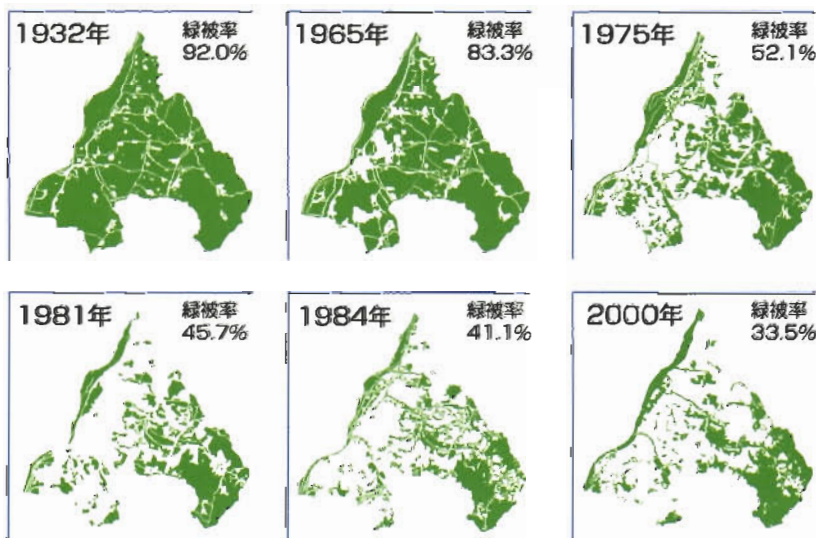 1932年
緑被率
92.0%
1965年
緑被率
83.3%
1975年
緑被率
52.1%
1981年
緑被率
45.7%
1984年
緑被率
41.1%
2000年
緑被率
33.5%